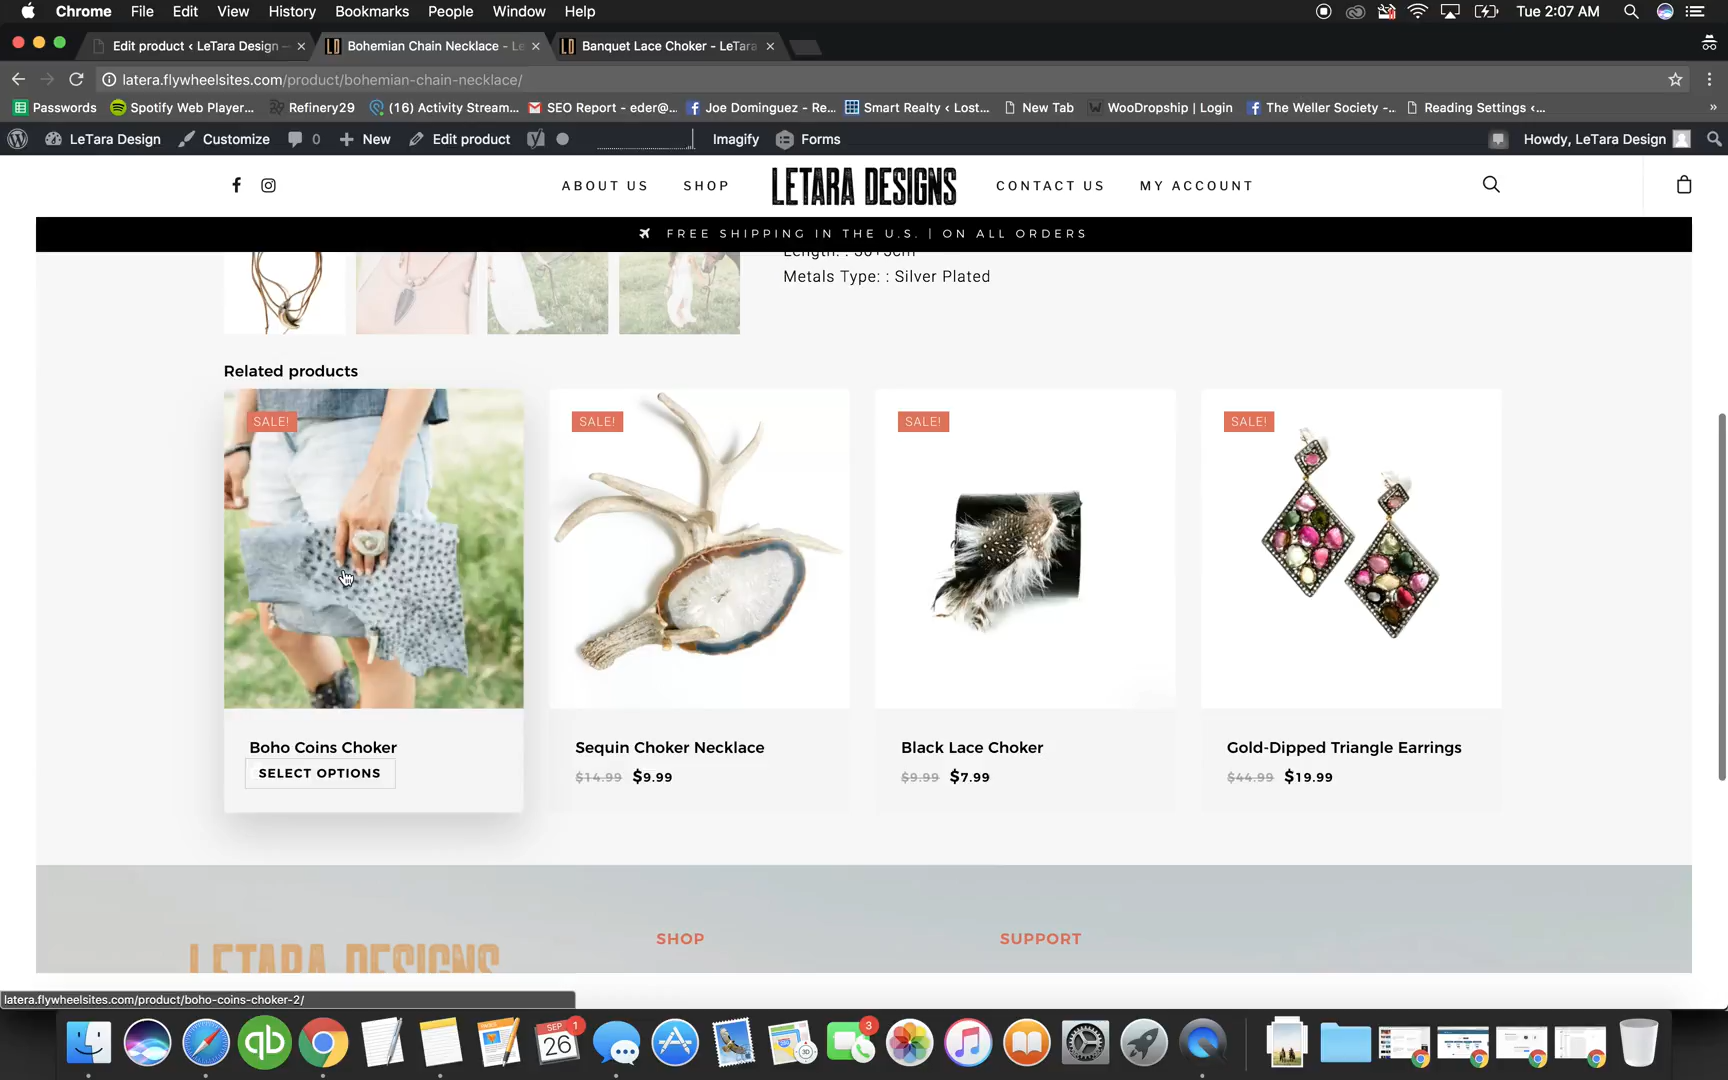 Chrome File Edit View History Bookmarks People Window Help Tue 2:07 AM
Edit product ‹ LeTara Design — Bohemian Chain Necklace - Le Banquet Lace Choker - LeTara
latera.flywheelsites.com/product/bohemian-chain-necklace/
Passwords Spotify Web Player... Refinery29 (16) Activity Stream... SEO Report - eder@... Joe Dominguez - Re... Smart Realty ‹ Lost... New Tab WooDropship | Login The Weller Society -... Reading Settings ‹... »
LeTara Design Customize 0 New Edit product Imagify Forms Howdy, LeTara Design
ABOUT US SHOP LETARA DESIGNS CONTACT US MY ACCOUNT
FREE SHIPPING IN THE U.S. | ON ALL ORDERS
Length: : 50+5cm
Metals Type: : Silver Plated
Related products
SALE! SALE! SALE! SALE!
Boho Coins Choker Sequin Choker Necklace Black Lace Choker Gold-Dipped Triangle Earrings
SELECT OPTIONS $14.99 $9.99 $9.99 $7.99 $44.99 $19.99
LETARA DESIGNS SHOP SUPPORT
latera.flywheelsites.com/product/boho-coins-choker-2/
SEP 26 1 3
qb